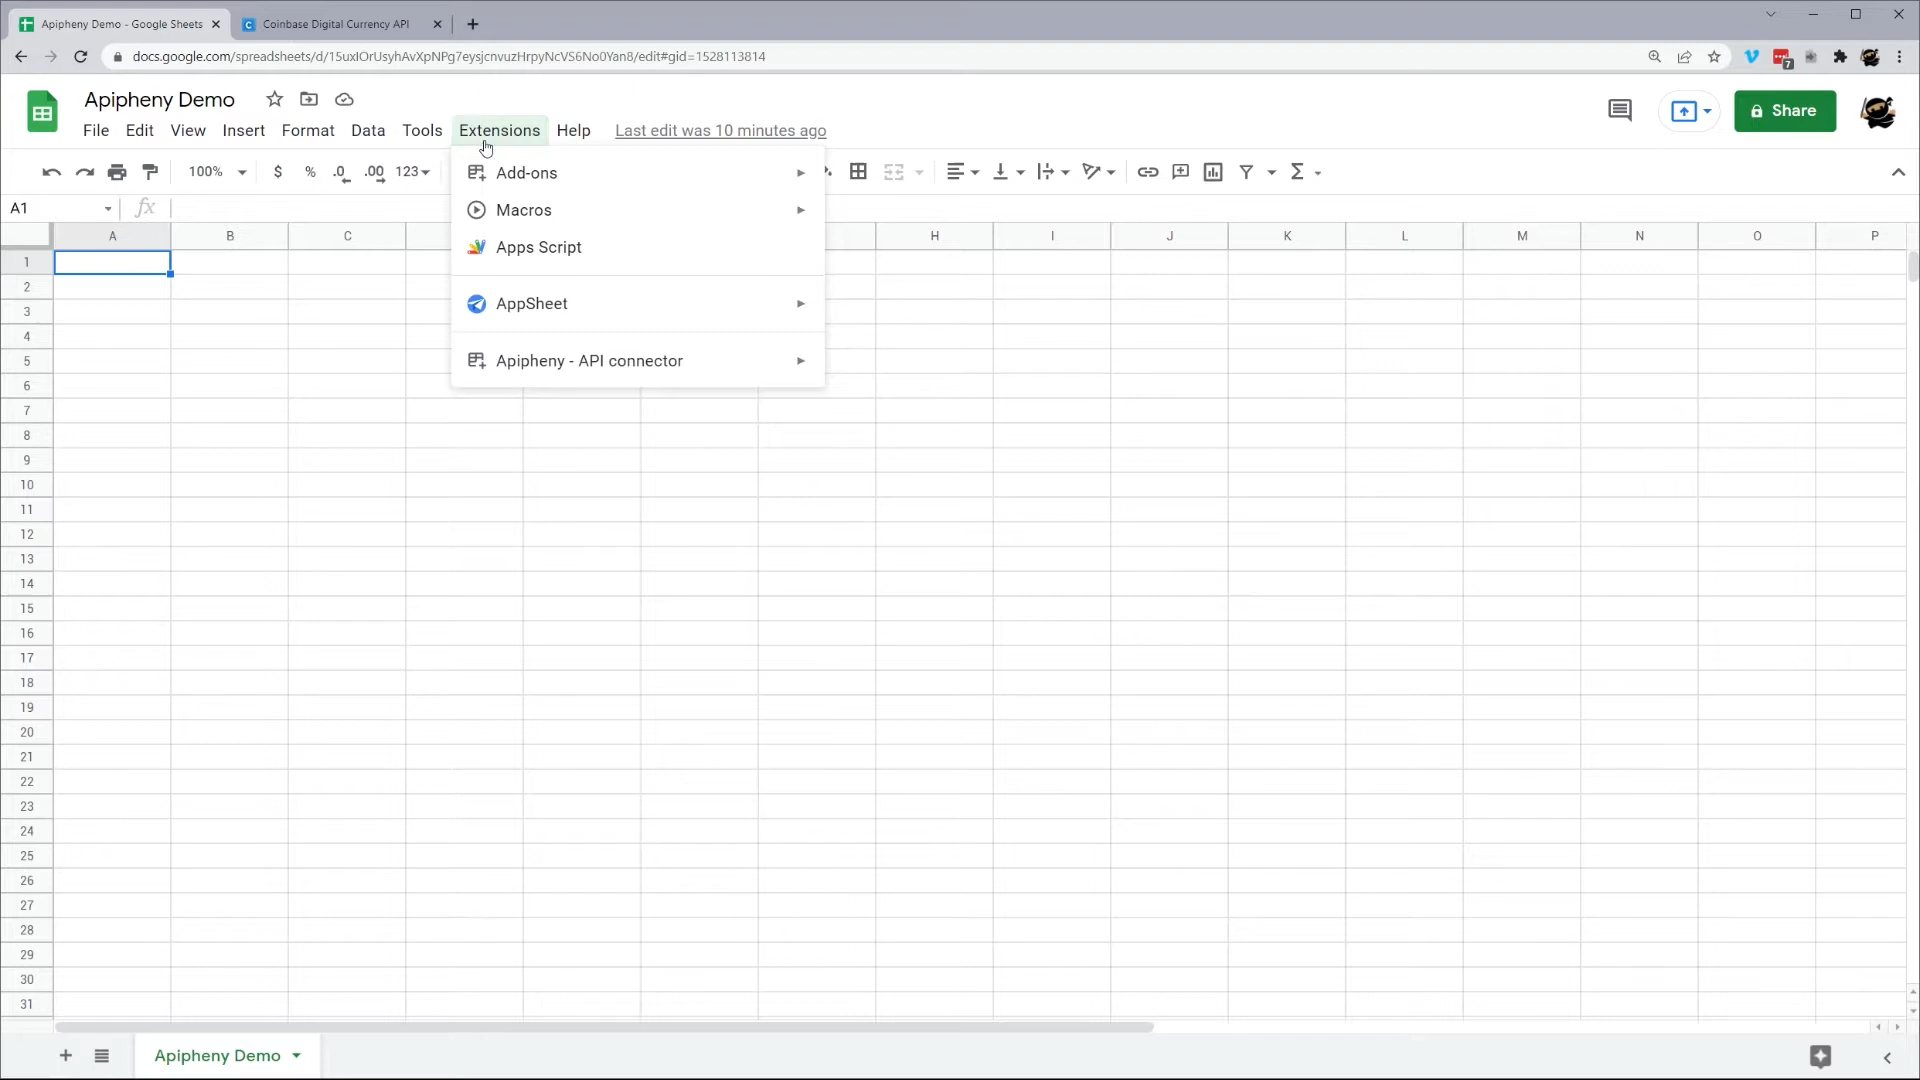 Apipheny Demo - Google Sheets
Coinbase Digital Currency API
docs.google.com/spreadsheets/d/15uxIOrUsyhAvXpNPg7eysjcnvuzHrpyNcVS6No0Yan8/edit#gid=1528113814
7
Apipheny Demo
Share
File Edit View Insert Format Data Tools Extensions Help Last edit was 10 minutes ago
100% $ % .0 .00 123
A1 fx
Add-ons
Macros
Apps Script
AppSheet
Apipheny - API connector
A B C H I J K L M N O P
1
2
3
4
5
6
7
8
9
10
11
12
13
14
15
16
17
18
19
20
21
22
23
24
25
26
27
28
29
30
31
Apipheny Demo